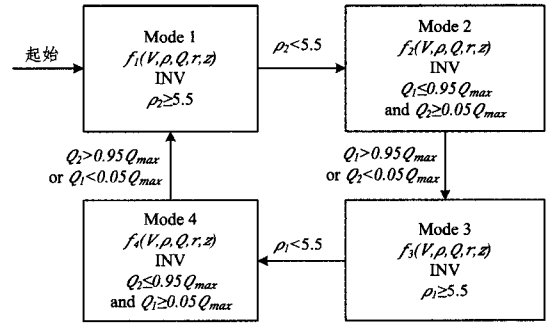 起始
Mode 1
f₁(V,ρ,Q,r,z)
INV
ρ₂≥5.5
ρ₂<5.5
Mode 2
f₂(V,ρ,Q,r,z)
INV
Q₁≤0.95Qmax
and Q₂≥0.05Qmax
Q₂>0.95Qmax
or Q₁<0.05Qmax
Q₁>0.95Qmax
or Q₂<0.05Qmax
Mode 4
f₄(V,ρ,Q,r,z)
INV
Q₂≤0.95Qmax
and Q₁≥0.05Qmax
ρ₁<5.5
Mode 3
f₃(V,ρ,Q,r,z)
INV
ρ₁≥5.5